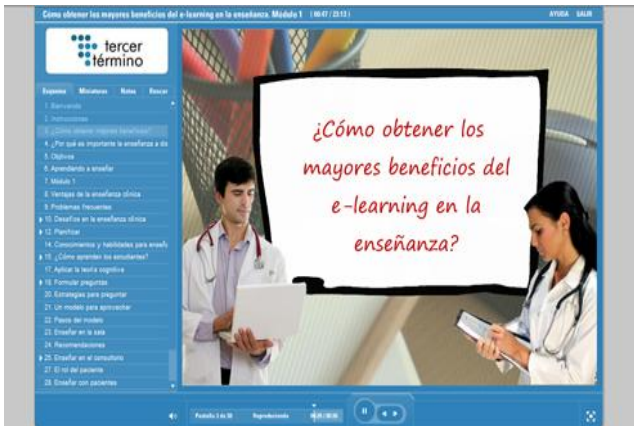 Cómo obtener los mayores beneficios del e-learning en la enseñanza. Módulo 1
AYUDA SALIR
tercer
término
Esquema Miniaturas Notas Buscar
1. Bienvenida
2. Instrucciones
3. ¿Cómo obtener mayores beneficios?
4. ¿Por qué es importante la enseñanza a dis
5. Objetivos
6. Aprendiendo a enseñar
7. Módulo 1
8. Ventajas de la enseñanza clínica
9. Problemas frecuentes
10. Desafíos en la enseñanza clínica
12. Planificar
14. Conocimientos y habilidades para enseña
15. ¿Cómo aprenden los estudiantes?
17. Aplicar la teoría cognitiva
18. Formular preguntas
20. Estrategias para preguntar
21. Un modelo para aprovechar
22. Pasos del modelo
23. Enseñar en la sala
24. Recomendaciones
25. Enseñar en el consultorio
27. El rol del paciente
28. Enseñar con pacientes
¿Cómo obtener los
mayores beneficios del
e-learning en la
enseñanza?
Pantalla 3 de 30 Reproduciendo